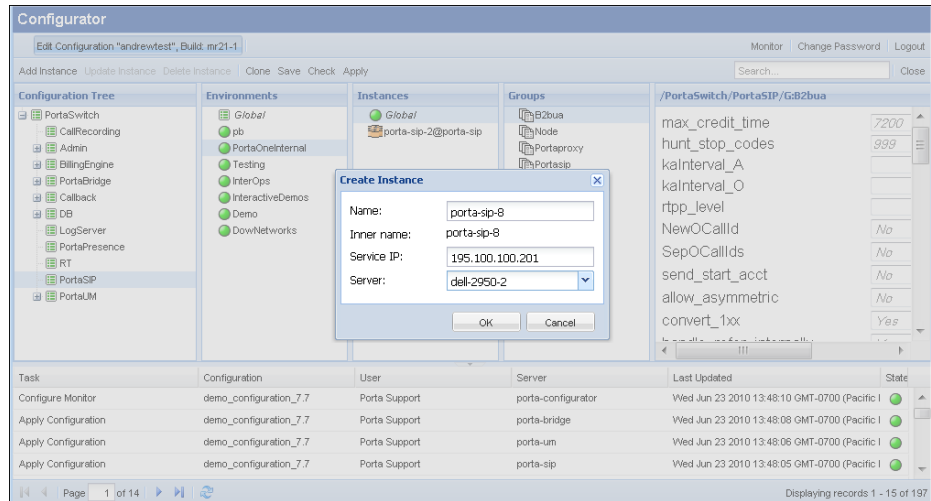 Configurator
Edit Configuration "andrewtest", Build: mr21-1
Monitor Change Password Logout
Add Instance Update Instance Delete Instance Clone Save Check Apply
Search...
Close
Configuration Tree
PortaSwitch
CallRecording
Admin
BillingEngine
PortaBridge
Callback
DB
LogServer
PortaPresence
RT
PortaSIP
PortaUM
Environments
Global
pb
PortaOneInternal
Testing
InterOps
InteractiveDemos
Demo
DowNetworks
Instances
Global
porta-sip-2@porta-sip
Groups
B2bua
Node
Portaproxy
Portasip
/PortaSwitch/PortaSIP/G:B2bua
max_credit_time 7200
hunt_stop_codes 999
kaInterval_A
kaInterval_O
rtpp_level
NewOCallId No
SepOCallIds No
send_start_acct No
allow_asymmetric No
convert_1xx Yes
Create Instance
Name: porta-sip-8
Inner name: porta-sip-8
Service IP: 195.100.100.201
Server: dell-2950-2
OK Cancel
Task Configuration User Server Last Updated State
Configure Monitor demo_configuration_7.7 Porta Support porta-configurator Wed Jun 23 2010 13:48:10 GMT-0700 (Pacific
Apply Configuration demo_configuration_7.7 Porta Support porta-bridge Wed Jun 23 2010 13:48:08 GMT-0700 (Pacific
Apply Configuration demo_configuration_7.7 Porta Support porta-um Wed Jun 23 2010 13:48:06 GMT-0700 (Pacific
Apply Configuration demo_configuration_7.7 Porta Support porta-sip Wed Jun 23 2010 13:48:05 GMT-0700 (Pacific
Page 1 of 14
Displaying records 1 - 15 of 197